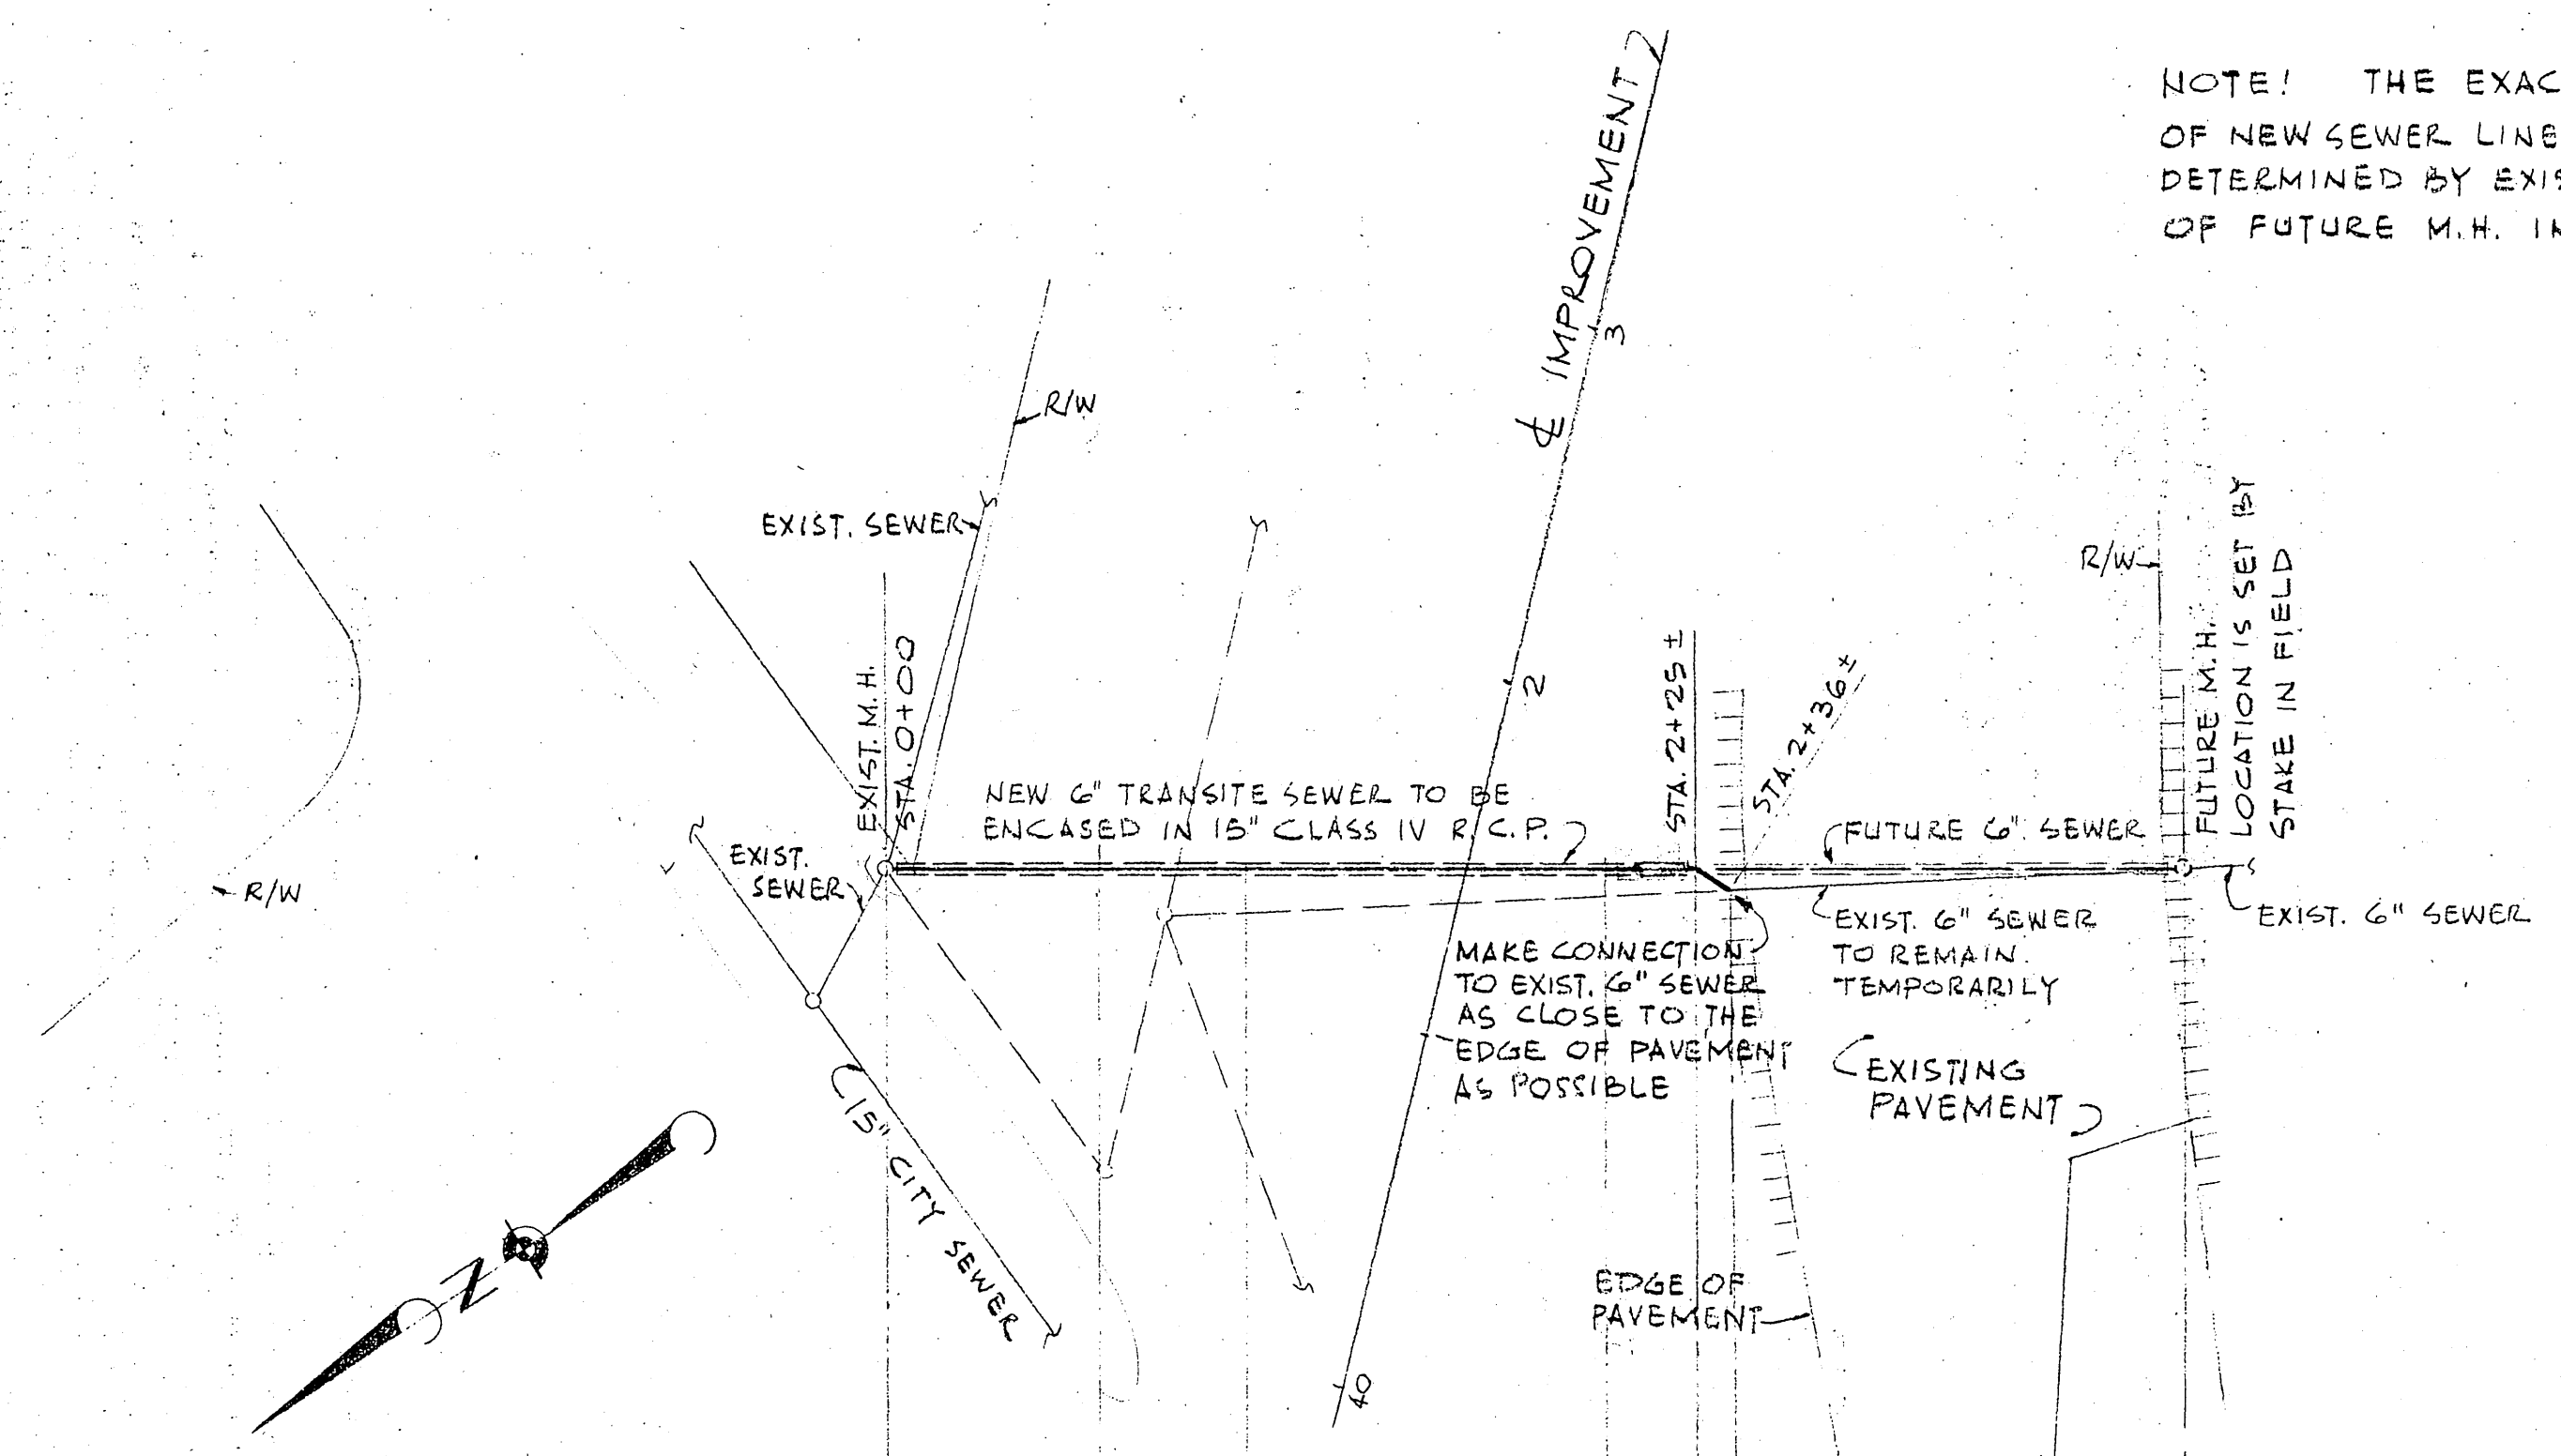 NOTE! THE EXAC
OF NEW SEWER LINE
DETERMINED BY EXIS
OF FUTURE M.H. IN
℄ IMPROVEMENT
3
R/W
EXIST. SEWER
R/W
FUTURE M.H.
LOCATION IS SET BY
STAKE IN FIELD
EXIST. M.H.
STA. 0+00
2
STA. 2+25 ±
STA. 2+36 ±
NEW 6" TRANSITE SEWER TO BE
ENCASED IN 15" CLASS IV R.C.P.
FUTURE 6" SEWER
EXIST.
SEWER
R/W
EXIST. 6" SEWER
TO REMAIN
TEMPORARILY
EXIST. 6" SEWER
MAKE CONNECTION
TO EXIST. 6" SEWER
AS CLOSE TO THE
EDGE OF PAVEMENT
AS POSSIBLE
EXISTING
PAVEMENT
15" CITY SEWER
N
EDGE OF
PAVEMENT
40